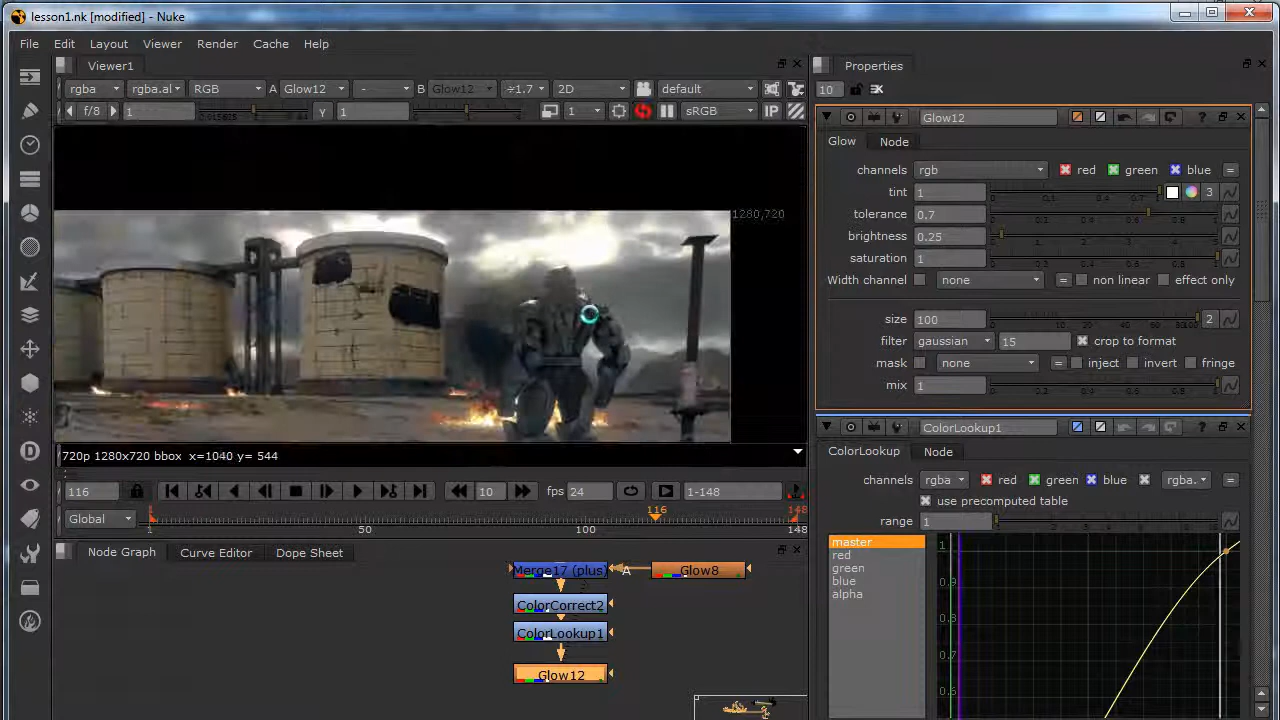 lesson1.nk [modified] - Nuke
File Edit Layout Viewer Render Cache Help
Viewer1
Properties
rgba rgba.al RGB A Glow12 - B Glow12 ÷1.7 2D default
10
f/8 1 Y 1 1 sRGB IP
Glow12
Glow Node
channels rgb red green blue =
tint 1 3
tolerance 0.7
brightness 0.25
saturation 1
Width channel none = non linear effect only
size 100 2
filter gaussian 15 crop to format
mask none = inject invert fringe
mix 1
1280,720
720p 1280x720 bbox x=1040 y= 544
116 10 fps 24 1-148
Global 1 50 100 116 148
1 148
ColorLookup1
ColorLookup Node
channels rgba red green blue rgba. =
use precomputed table
range 1
master
red
green
blue
alpha
1
0.9
0.8
0.7
0.6
Node Graph Curve Editor Dope Sheet
Merge17 (plus) A Glow8
ColorCorrect2
ColorLookup1
Glow12